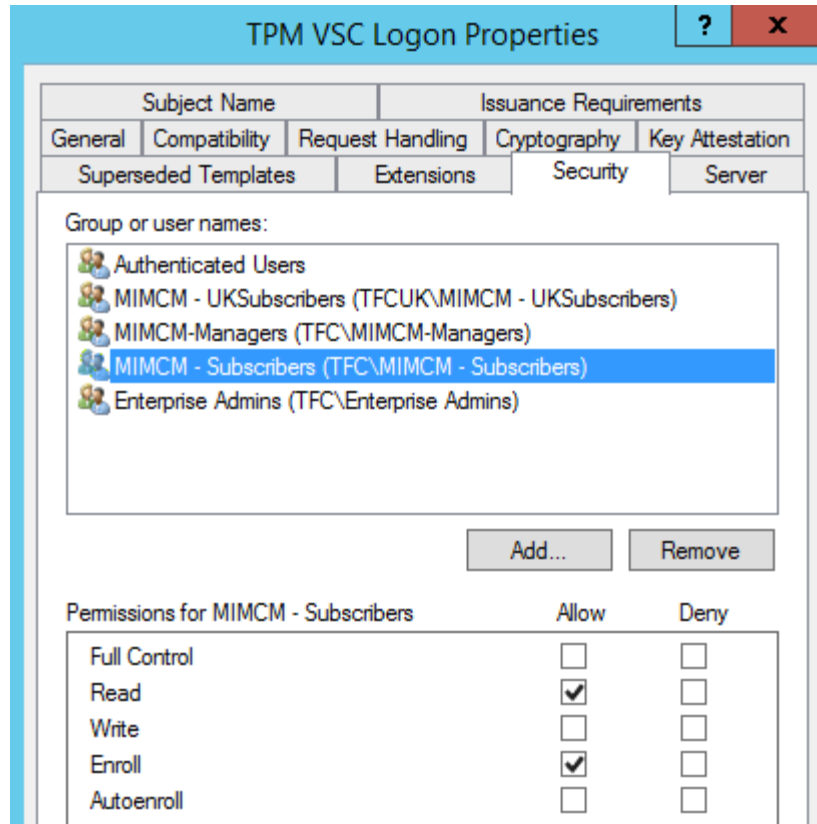 TPM VSC Logon Properties ? x
Subject Name Issuance Requirements
General Compatibility Request Handling Cryptography Key Attestation
Superseded Templates Extensions Security Server
Group or user names:
Authenticated Users
MIMCM - UKSubscribers (TFCUK\MIMCM - UKSubscribers)
MIMCM-Managers (TFC\MIMCM-Managers)
MIMCM - Subscribers (TFC\MIMCM - Subscribers)
Enterprise Admins (TFC\Enterprise Admins)
Add... Remove
Permissions for MIMCM - Subscribers Allow Deny
Full Control
Read
Write
Enroll
Autoenroll